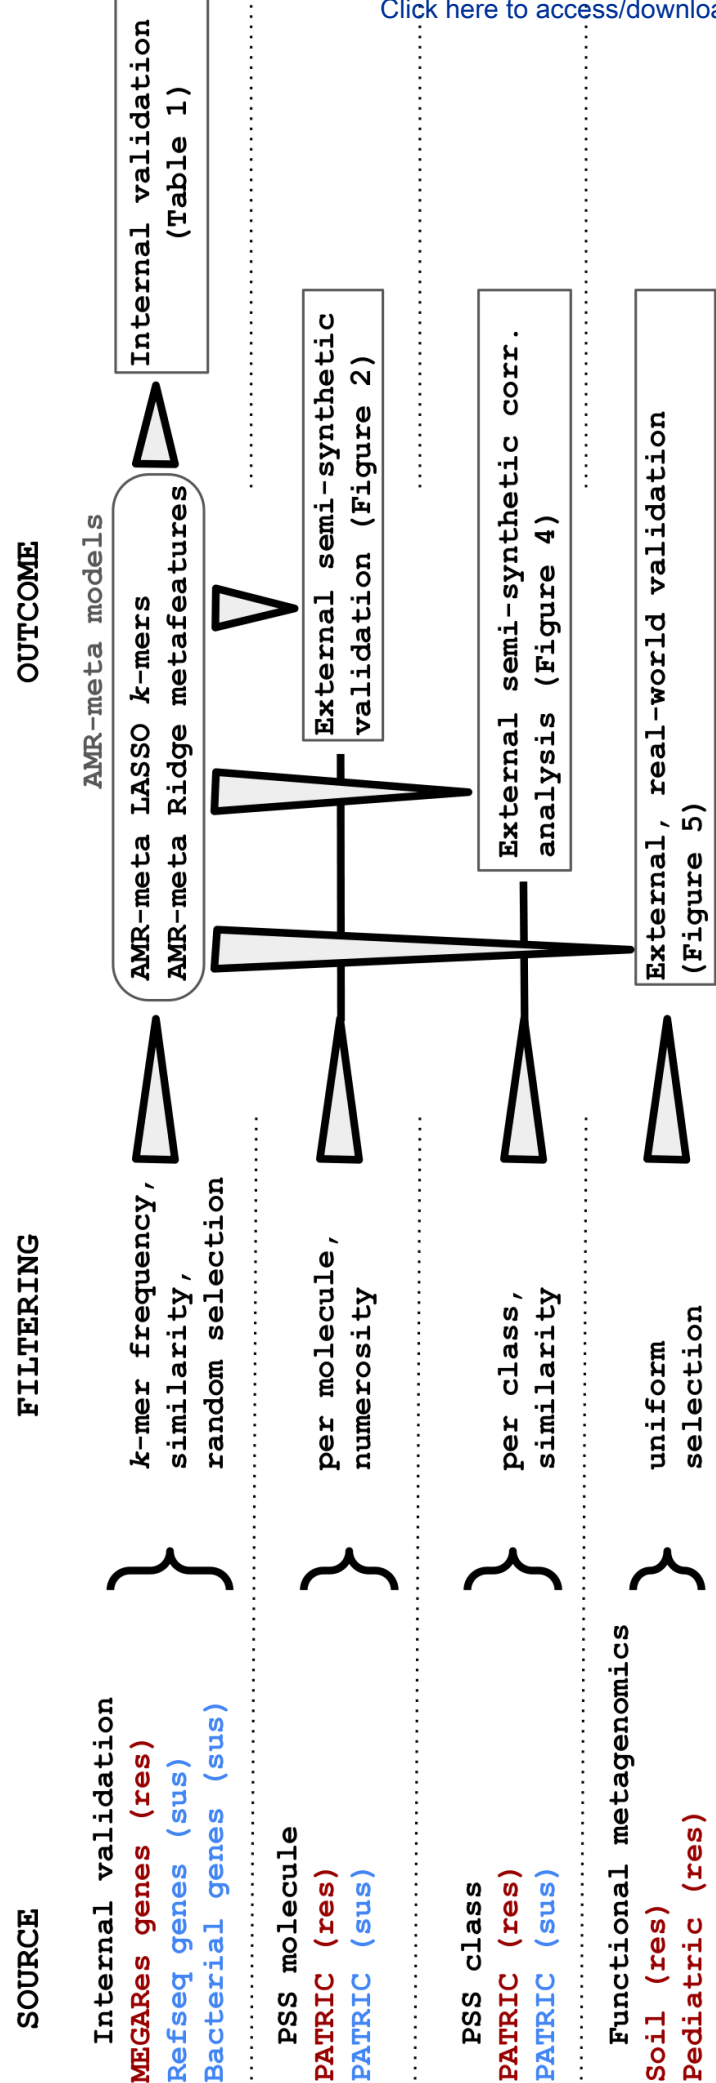 Click here to access/downloa
SOURCE
FILTERING
OUTCOME
Internal validation
MEGARes genes (res)
Refseq genes (sus)
Bacterial genes (sus)
k-mer frequency,
similarity,
random selection
AMR-meta models
AMR-meta LASSO k-mers
AMR-meta Ridge metafeatures
Internal validation
(Table 1)
PSS molecule
PATRIC (res)
PATRIC (sus)
per molecule,
numerosity
External semi-synthetic
validation (Figure 2)
PSS class
PATRIC (res)
PATRIC (sus)
per class,
similarity
External semi-synthetic corr.
analysis (Figure 4)
Functional metagenomics
Soil (res)
Pediatric (res)
uniform
selection
External, real-world validation
(Figure 5)